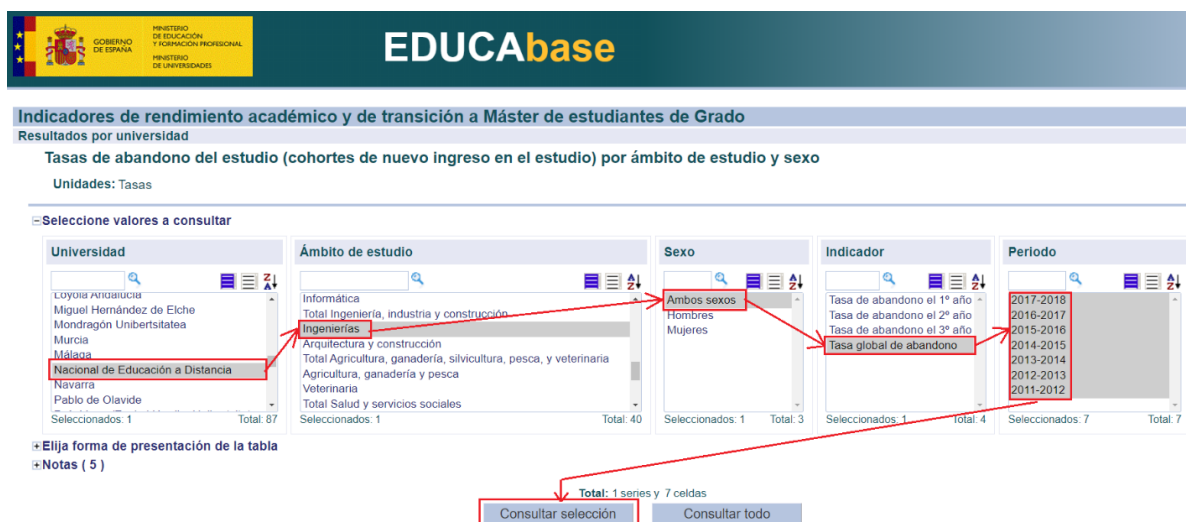 GOBIERNO
DE ESPAÑA
MINISTERIO
DE EDUCACIÓN
Y FORMACIÓN PROFESIONAL
MINISTERIO
DE UNIVERSIDADES
EDUCAbase
Indicadores de rendimiento académico y de transición a Máster de estudiantes de Grado
Resultados por universidad
Tasas de abandono del estudio (cohortes de nuevo ingreso en el estudio) por ámbito de estudio y sexo
Unidades: Tasas
Seleccione valores a consultar
Universidad
Loyola Andalucía
Miguel Hernández de Elche
Mondragón Unibertsitatea
Murcia
Málaga
Nacional de Educación a Distancia
Navarra
Pablo de Olavide
Seleccionados: 1 Total: 87
Ámbito de estudio
Informática
Total Ingeniería, industria y construcción
Ingenierías
Arquitectura y construcción
Total Agricultura, ganadería, silvicultura, pesca, y veterinaria
Agricultura, ganadería y pesca
Veterinaria
Total Salud y servicios sociales
Seleccionados: 1 Total: 40
Sexo
Ambos sexos
Hombres
Mujeres
Seleccionados: 1 Total: 3
Indicador
Tasa de abandono el 1º año
Tasa de abandono el 2º año
Tasa de abandono el 3º año
Tasa global de abandono
Seleccionados: 1 Total: 4
Periodo
2017-2018
2016-2017
2015-2016
2014-2015
2013-2014
2012-2013
2011-2012
Seleccionados: 7 Total: 7
Elija forma de presentación de la tabla
Notas ( 5 )
Total: 1 series y 7 celdas
Consultar selección Consultar todo